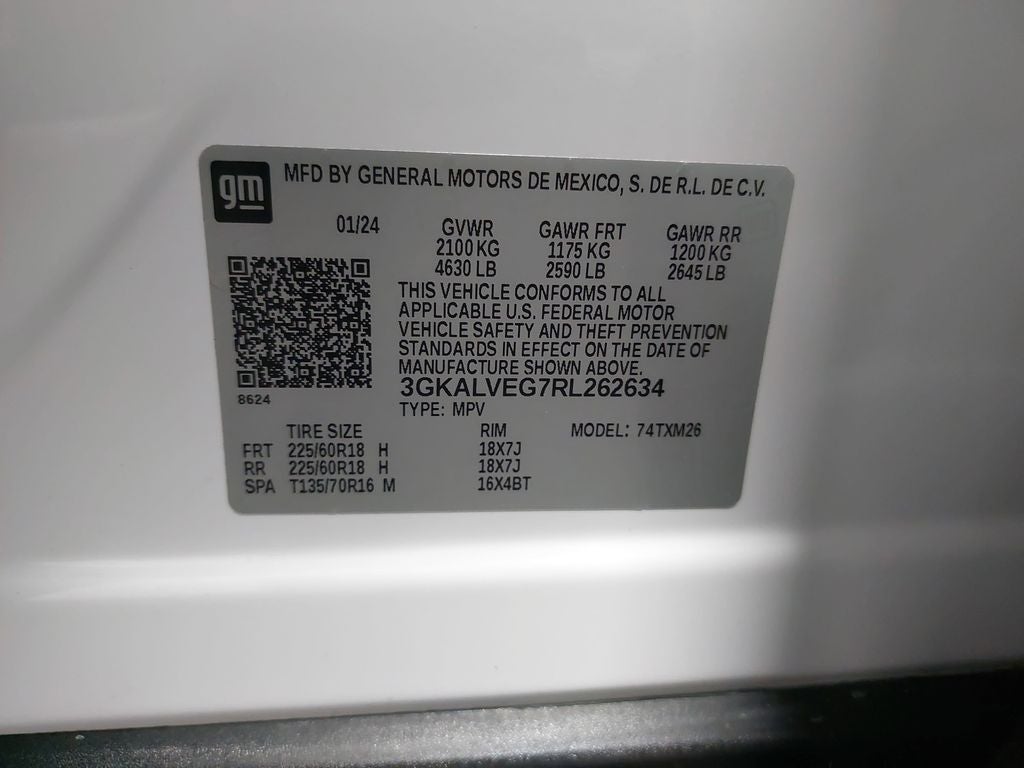 gm
MFD BY GENERAL MOTORS DE MEXICO, S. DE R.L. DE C.V.
01/24 GVWR GAWR FRT GAWR RR
2100 KG 1175 KG 1200 KG
4630 LB 2590 LB 2645 LB
THIS VEHICLE CONFORMS TO ALL
APPLICABLE U.S. FEDERAL MOTOR
VEHICLE SAFETY AND THEFT PREVENTION
STANDARDS IN EFFECT ON THE DATE OF
MANUFACTURE SHOWN ABOVE.
3GKALVEG7RL262634
8624
TYPE: MPV
TIRE SIZE RIM MODEL: 74TXM26
FRT 225/60R18 H 18X7J
RR 225/60R18 H 18X7J
SPA T135/70R16 M 16X4BT